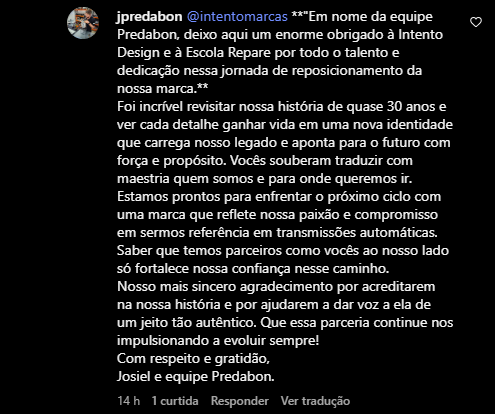 jpredabon @intentomarcas **"Em nome da equipe
Predabon, deixo aqui um enorme obrigado à Intento
Design e à Escola Repare por todo o talento e
dedicação nessa jornada de reposicionamento da
nossa marca.**
Foi incrível revisitar nossa história de quase 30 anos e
ver cada detalhe ganhar vida em uma nova identidade
que carrega nosso legado e aponta para o futuro com
força e propósito. Vocês souberam traduzir com
maestria quem somos e para onde queremos ir.
Estamos prontos para enfrentar o próximo ciclo com
uma marca que reflete nossa paixão e compromisso
em sermos referência em transmissões automáticas.
Saber que temos parceiros como vocês ao nosso lado
só fortalece nossa confiança nesse caminho.
Nosso mais sincero agradecimento por acreditarem
na nossa história e por ajudarem a dar voz a ela de
um jeito tão autêntico. Que essa parceria continue nos
impulsionando a evoluir sempre!
Com respeito e gratidão,
Josiel e equipe Predabon.
14 h 1 curtida Responder Ver tradução